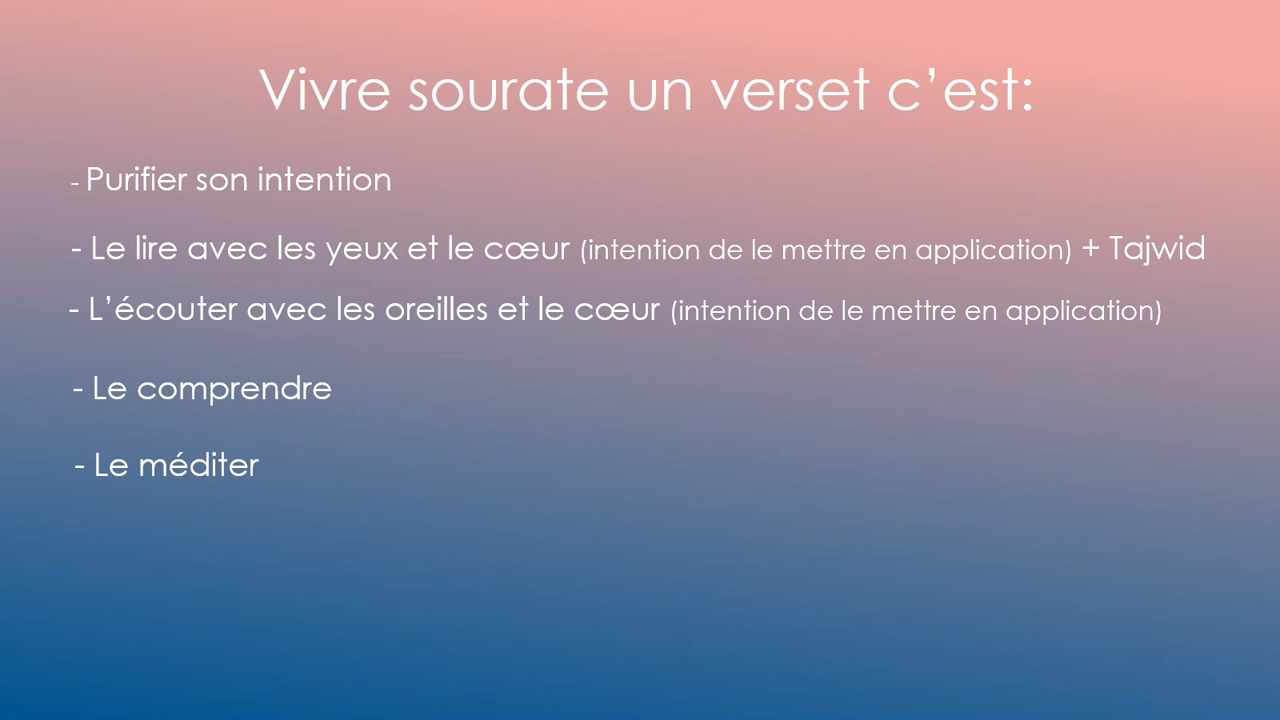 Vivre sourate un verset c’est:
- Purifier son intention
- Le lire avec les yeux et le cœur (intention de le mettre en application) + Tajwid
- L’écouter avec les oreilles et le cœur (intention de le mettre en application)
- Le comprendre
- Le méditer